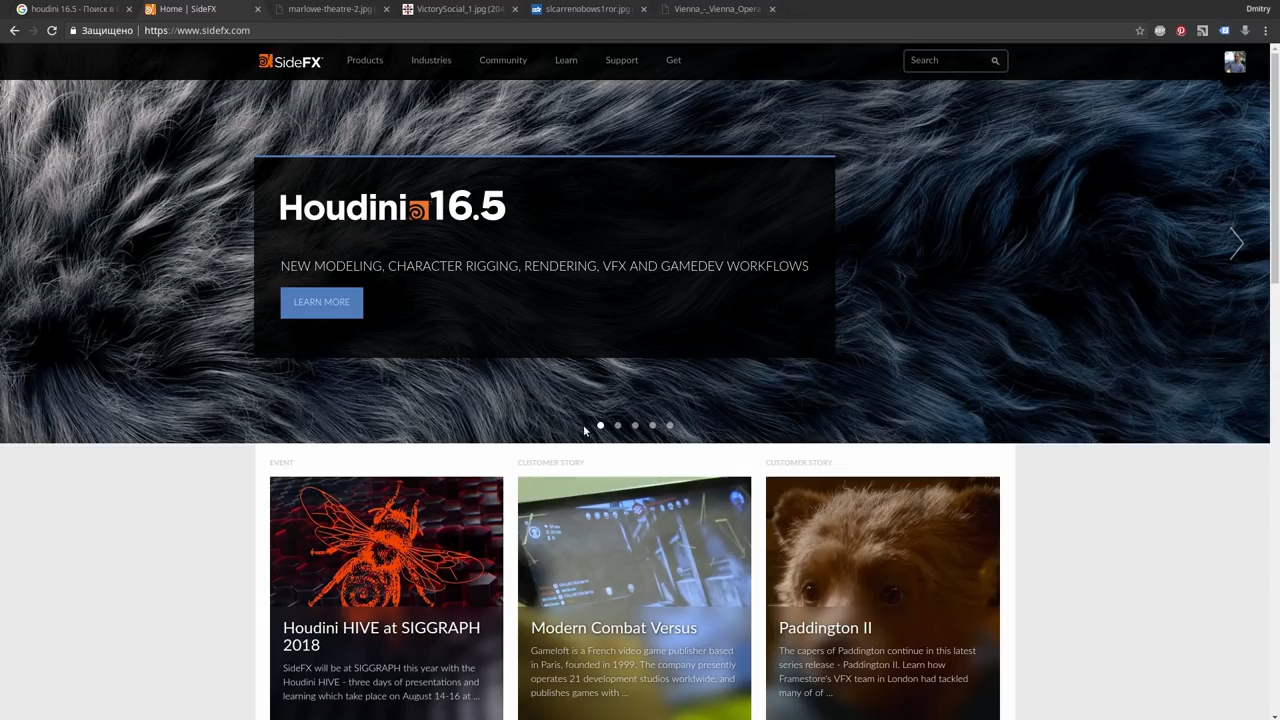 houdini 16.5 - Поиск в G
Home | SideFX
marlowe-theatre-2.jpg
VictorySocial_1.jpg (204
slcarrenobows1ror.jpg
Vienna_-_Vienna_Opera
Dmitry
Защищено | https://www.sidefx.com
SideFX
Products
Industries
Community
Learn
Support
Get
Search
Houdini 16.5
NEW MODELING, CHARACTER RIGGING, RENDERING, VFX AND GAMEDEV WORKFLOWS
LEARN MORE
EVENT
Houdini HIVE at SIGGRAPH
2018
SideFX will be at SIGGRAPH this year with the
Houdini HIVE - three days of presentations and
learning which take place on August 14-16 at ...
CUSTOMER STORY
Modern Combat Versus
Gameloft is a French video game publisher based
in Paris, founded in 1999. The company presently
operates 21 development studios worldwide, and
publishes games with ...
CUSTOMER STORY
Paddington II
The capers of Paddington continue in this latest
series release - Paddington II. Learn how
Framestore's VFX team in London had tackled
many of of ...